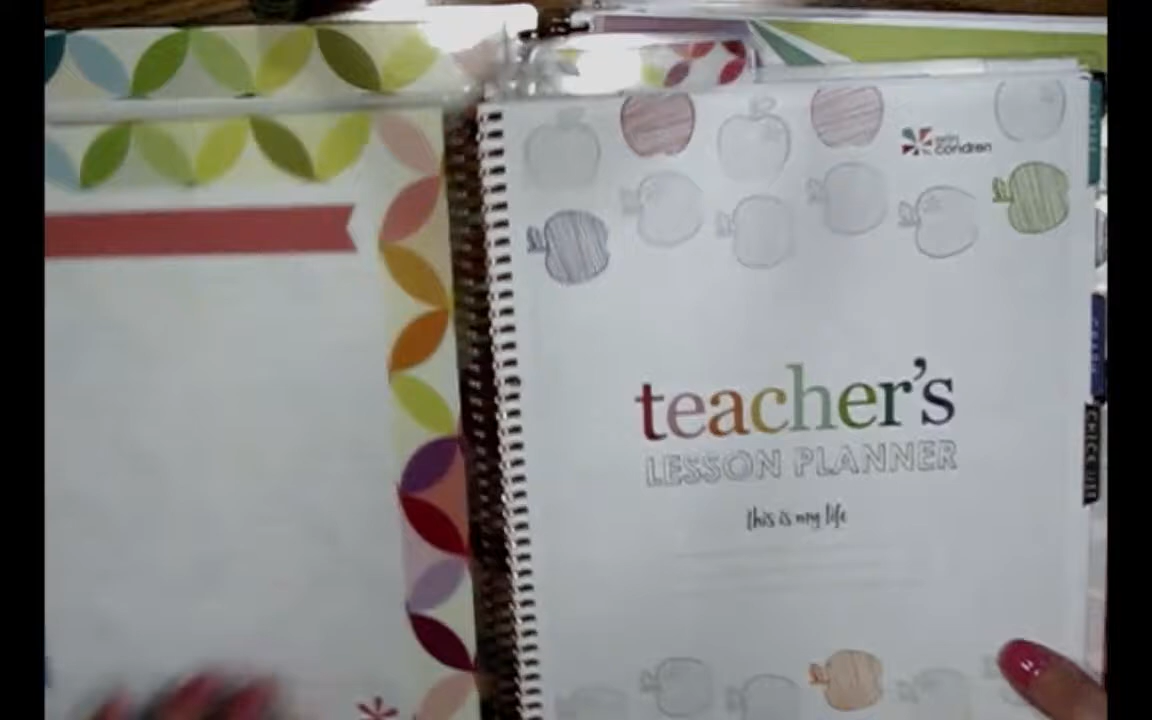 erin
condren
teacher's
LESSON PLANNER
this is my life